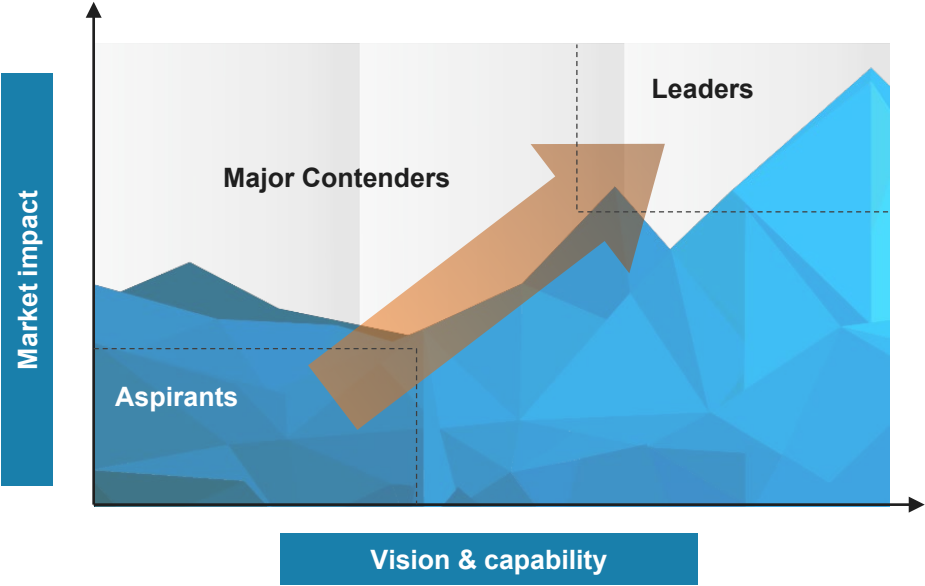 Leaders
Major Contenders
Market impact
Aspirants
Vision & capability